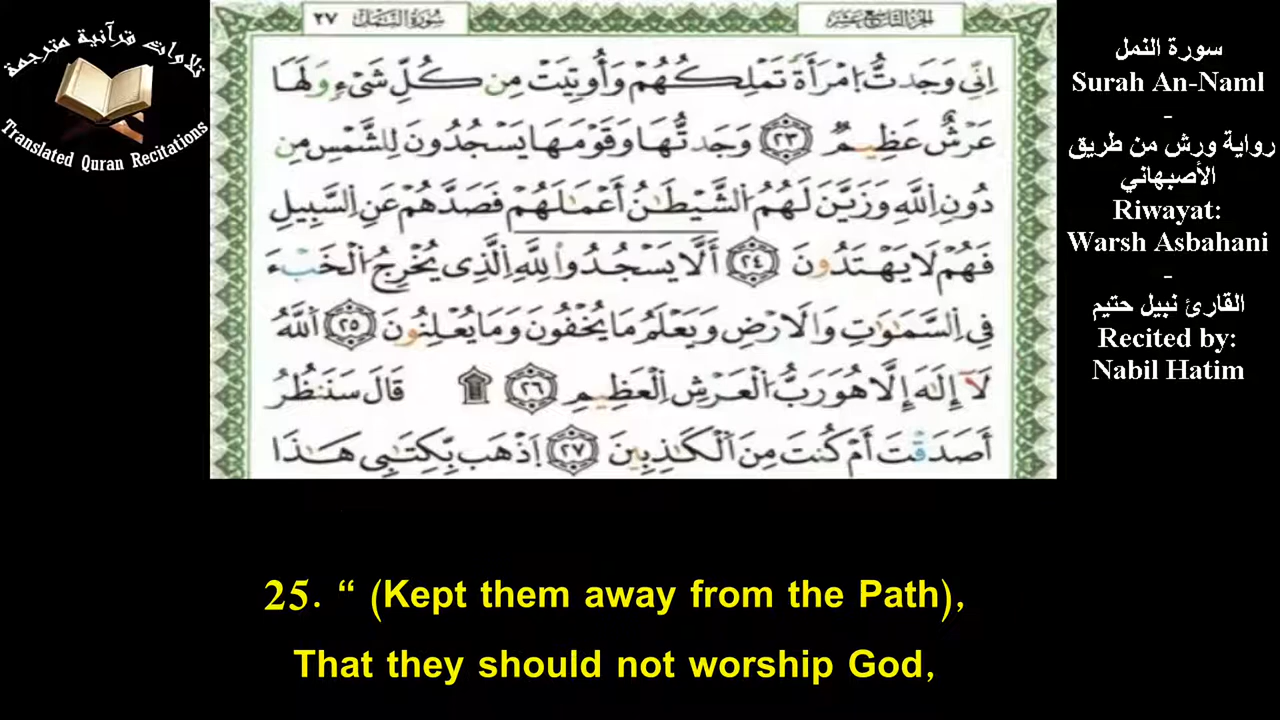 تلاوات قرآنية مترجمة
Translated Quran Recitations
سورة النمل ٢٧
الجزء التاسع عشر
اِنِّى وَجَدتُّ اُ۪مْرَأَةً تَمْلِكُهُمْ وَأُوتِيَتْ مِن كُلِّ شَىْءٍ وَلَهَا
عَرْشٌ عَظِيمٌ ٢٣ وَجَدتُّهَا وَقَوْمَهَا يَسْجُدُونَ لِلشَّمْسِ مِن
دُونِ اِ۬للَّهِ وَزَيَّنَ لَهُمُ اُ۬لشَّيْطَٰنُ أَعْمَٰلَهُمْ فَصَدَّهُمْ عَنِ اِ۬لسَّبِيلِ
فَهُمْ لَا يَهْتَدُونَ ٢٤ أَلَّا يَسْجُدُوا۟ لِلهِ اِ۬لَّذِى يُخْرِجُ اُ۬لْخَبْءَ
فِى اِ۬لسَّمَٰوَٰتِ وَالَارْضِ وَيَعْلَمُ مَا يُخْفُونَ وَمَا يُعْلِنُونَ ٢٥ اَ۬للَّهُ
لَآ إِلَٰهَ إِلَّا هُوَ رَبُّ اُ۬لْعَرْشِ اِ۬لْعَظِيمِ ٢٦ ۩ قَالَ سَنَنظُرُ
أَصَدَقْتَ أَمْ كُنتَ مِنَ اَ۬لْكَٰذِبِينَ ٢٧ اَ۪ذْهَب بِّكِتَٰبِى هَٰذَا
سورة النمل
Surah An-Naml
-
رواية ورش من طريق
الأصبهاني
Riwayat:
Warsh Asbahani
-
القارئ نبيل حتيم
Recited by:
Nabil Hatim
25. “ (Kept them away from the Path),
That they should not worship God,